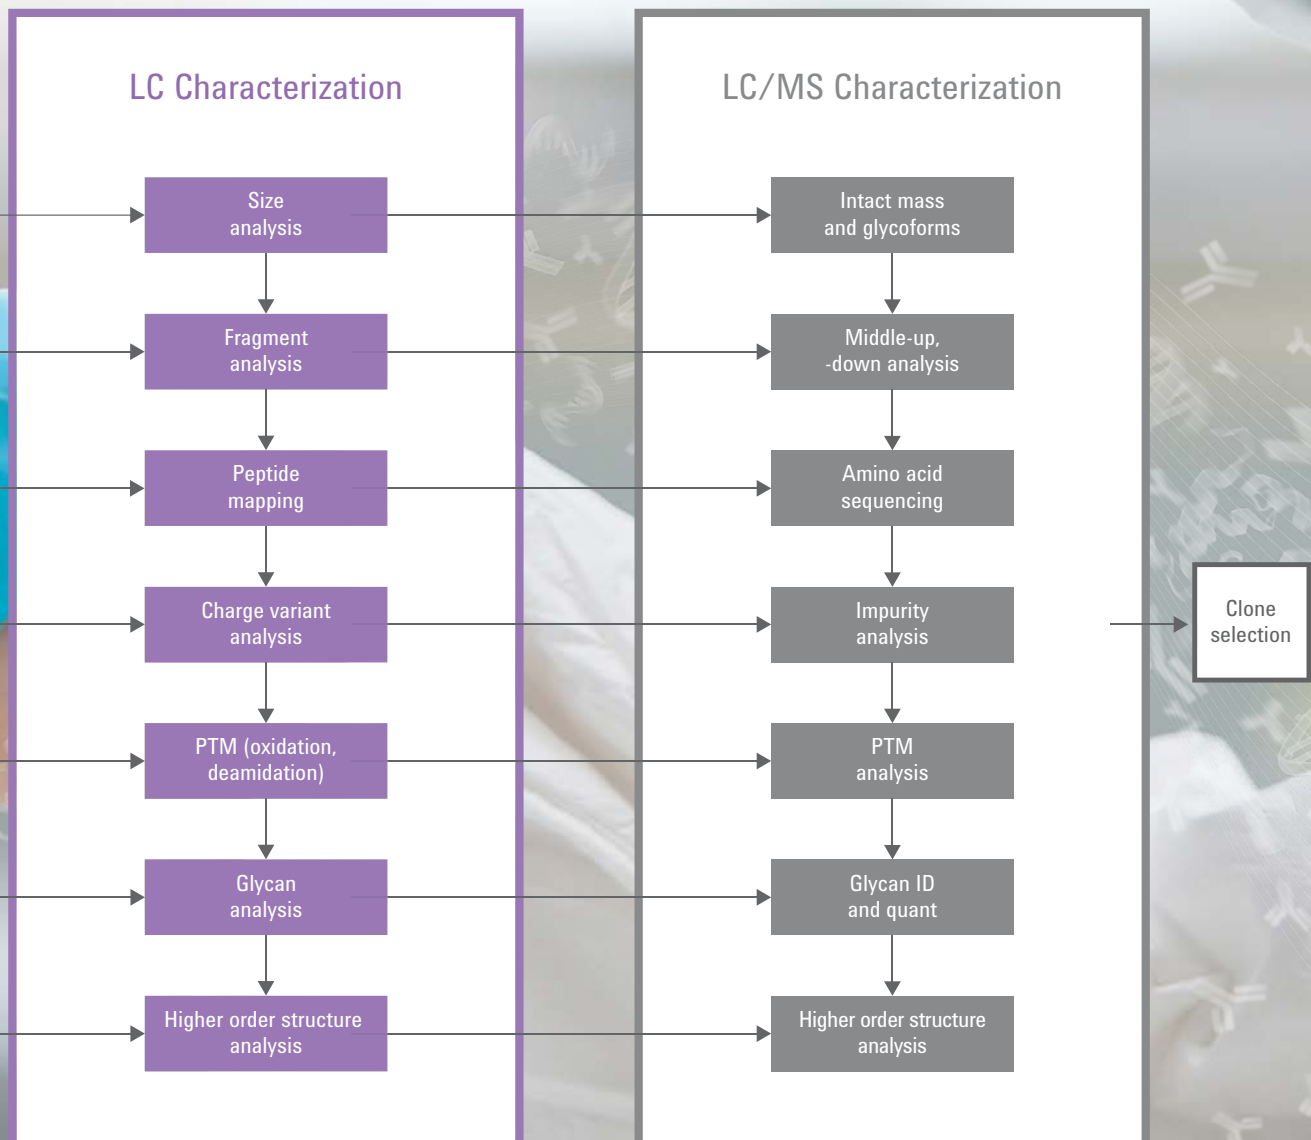 LC Characterization
Size
analysis
Fragment
analysis
Peptide
mapping
Charge variant
analysis
PTM (oxidation,
deamidation)
Glycan
analysis
Higher order structure
analysis
LC/MS Characterization
Intact mass
and glycoforms
Middle-up,
-down analysis
Amino acid
sequencing
Impurity
analysis
PTM
analysis
Glycan ID
and quant
Higher order structure
analysis
Clone
selection